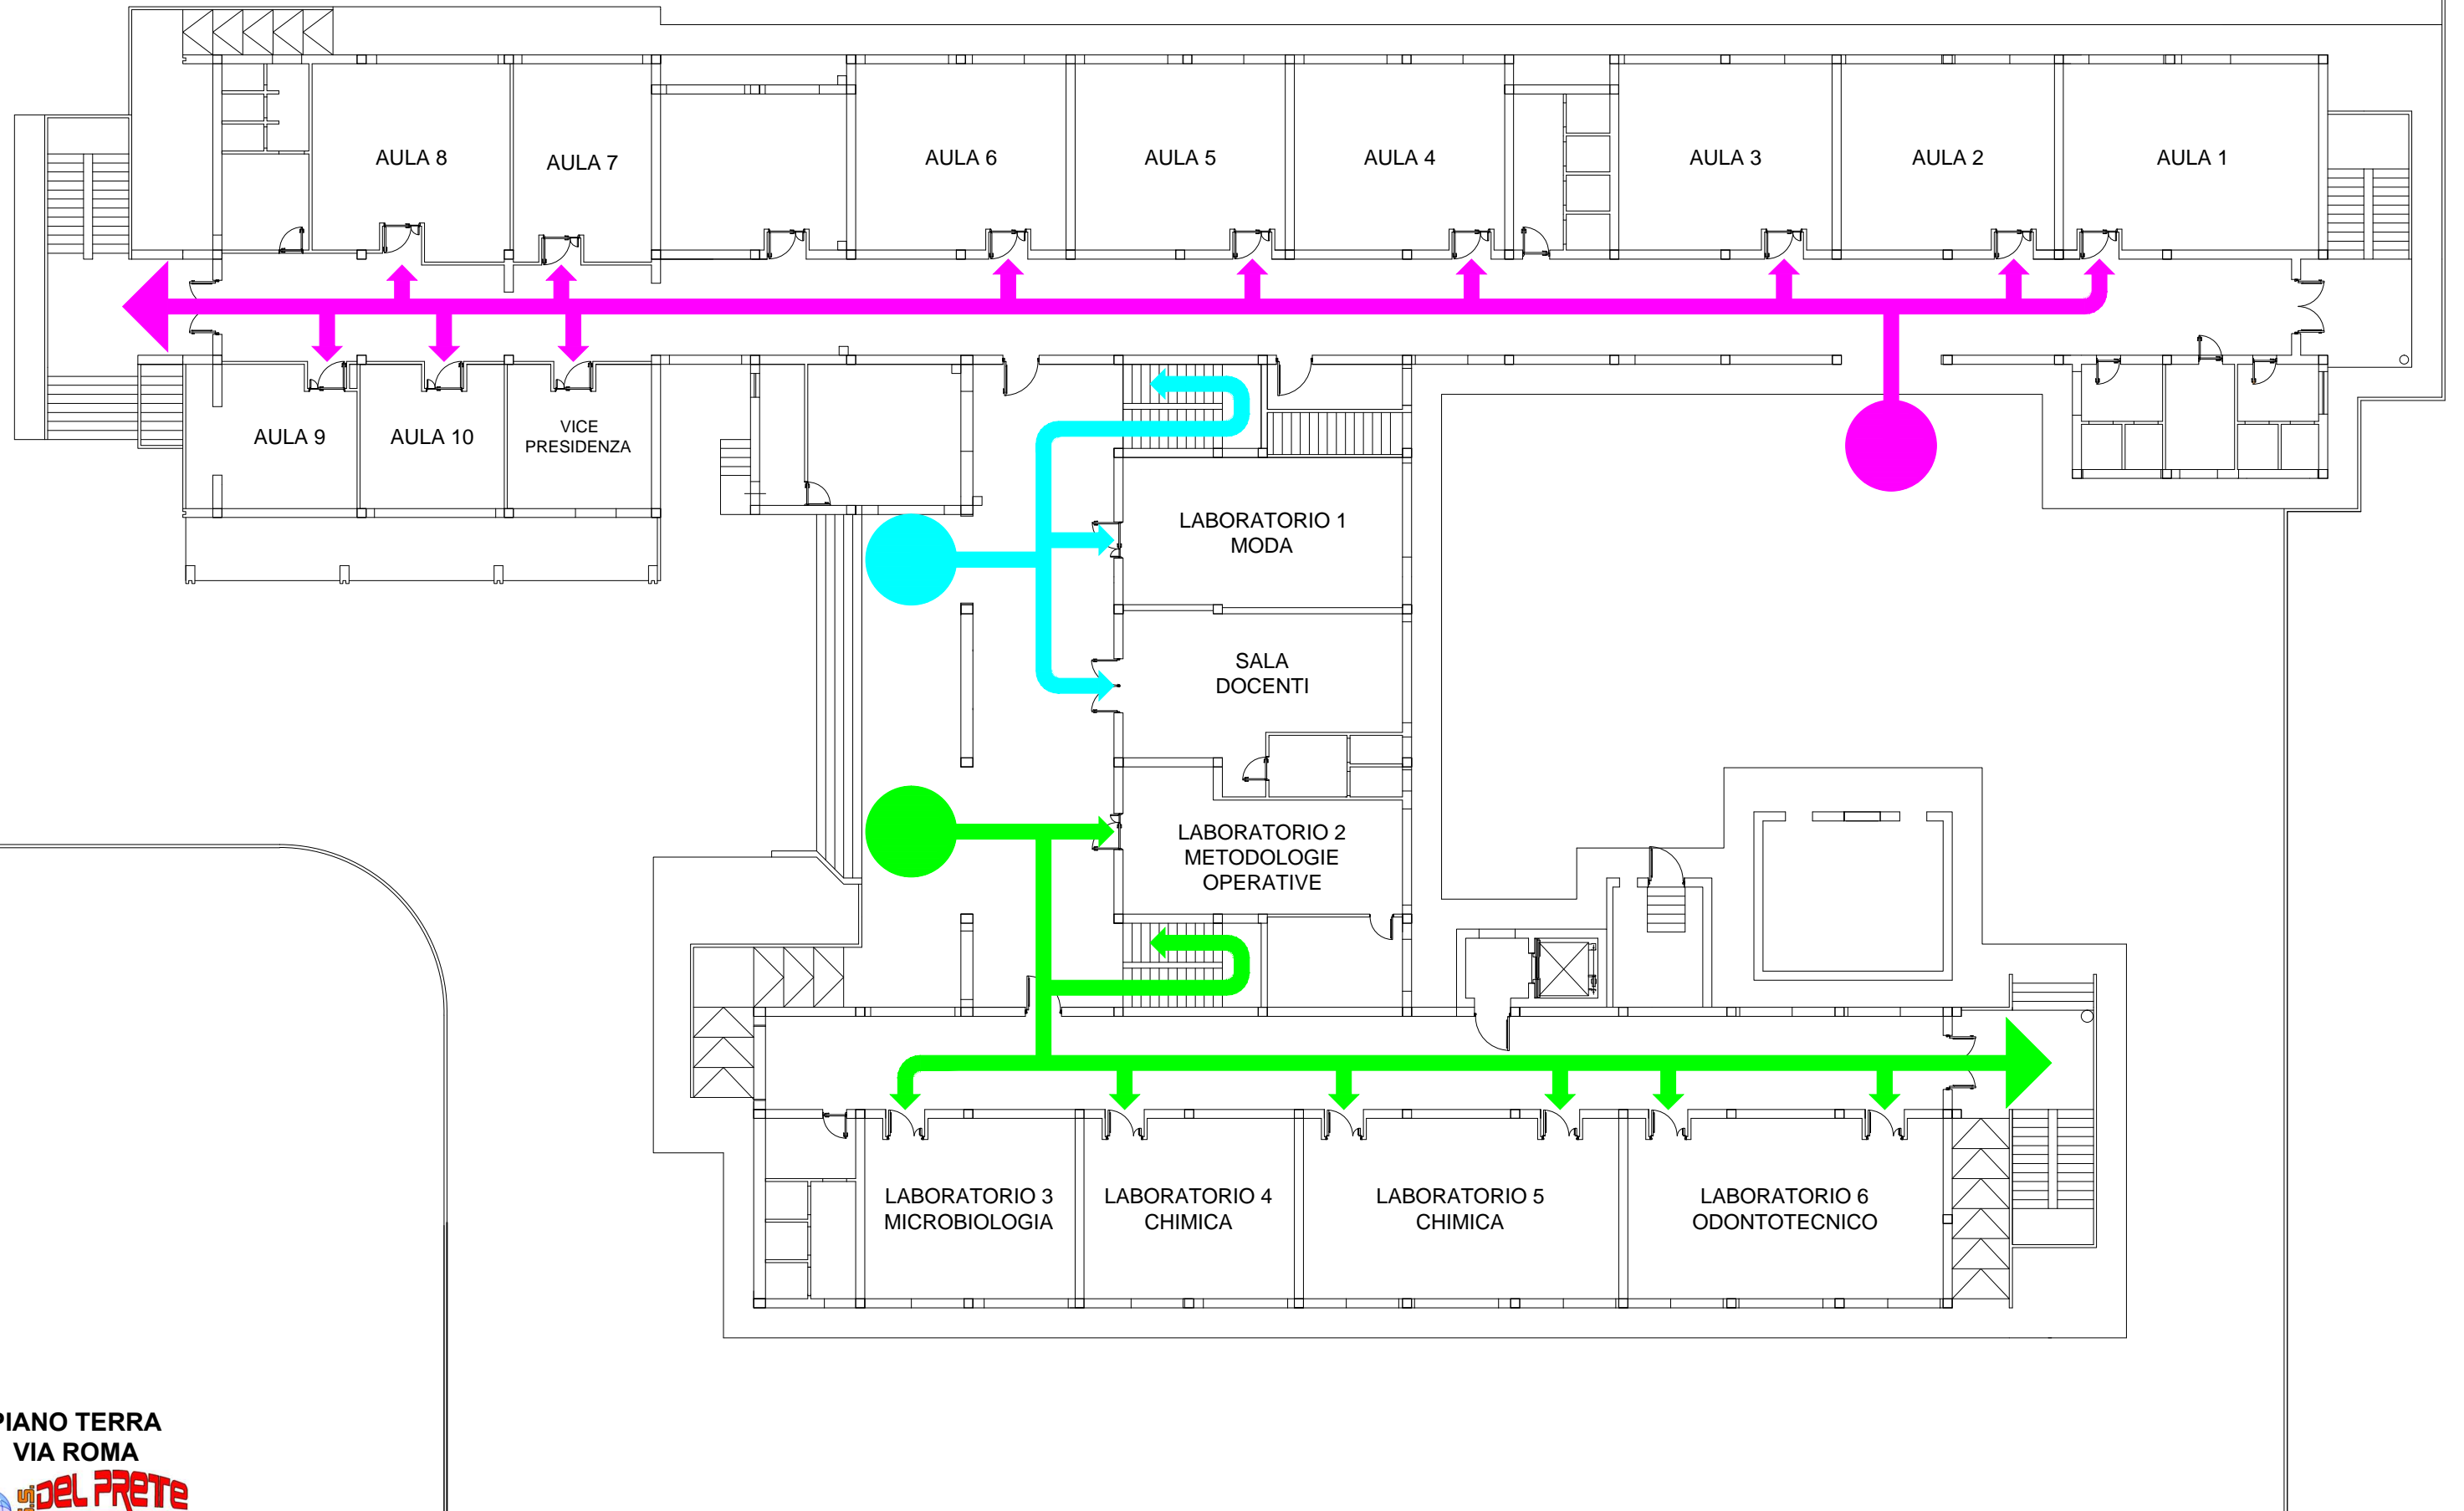 AULA 8
AULA 7
AULA 6
AULA 5
AULA 4
AULA 3
AULA 2
AULA 1
AULA 9
AULA 10
VICE
PRESIDENZA
LABORATORIO 1
MODA
SALA
DOCENTI
LABORATORIO 2
METODOLOGIE
OPERATIVE
LABORATORIO 3
MICROBIOLOGIA
LABORATORIO 4
CHIMICA
LABORATORIO 5
CHIMICA
LABORATORIO 6
ODONTOTECNICO
PIANO TERRA
VIA ROMA
DEL PRETE